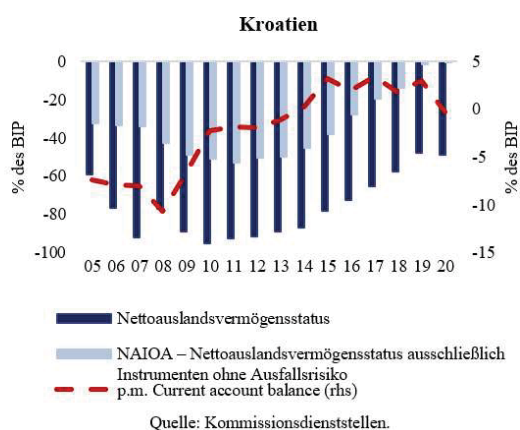 Kroatien
% des BIP
0
-20
-40
-60
-80
-100
5
0
-5
-10
-15
% des BIP
05 06 07 08 09 10 11 12 13 14 15 16 17 18 19 20
Nettoauslandsvermögensstatus
NAIOA – Nettoauslandsvermögensstatus ausschließlich
Instrumenten ohne Ausfallsrisiko
p.m. Current account balance (rhs)
Quelle: Kommissionsdienststellen.